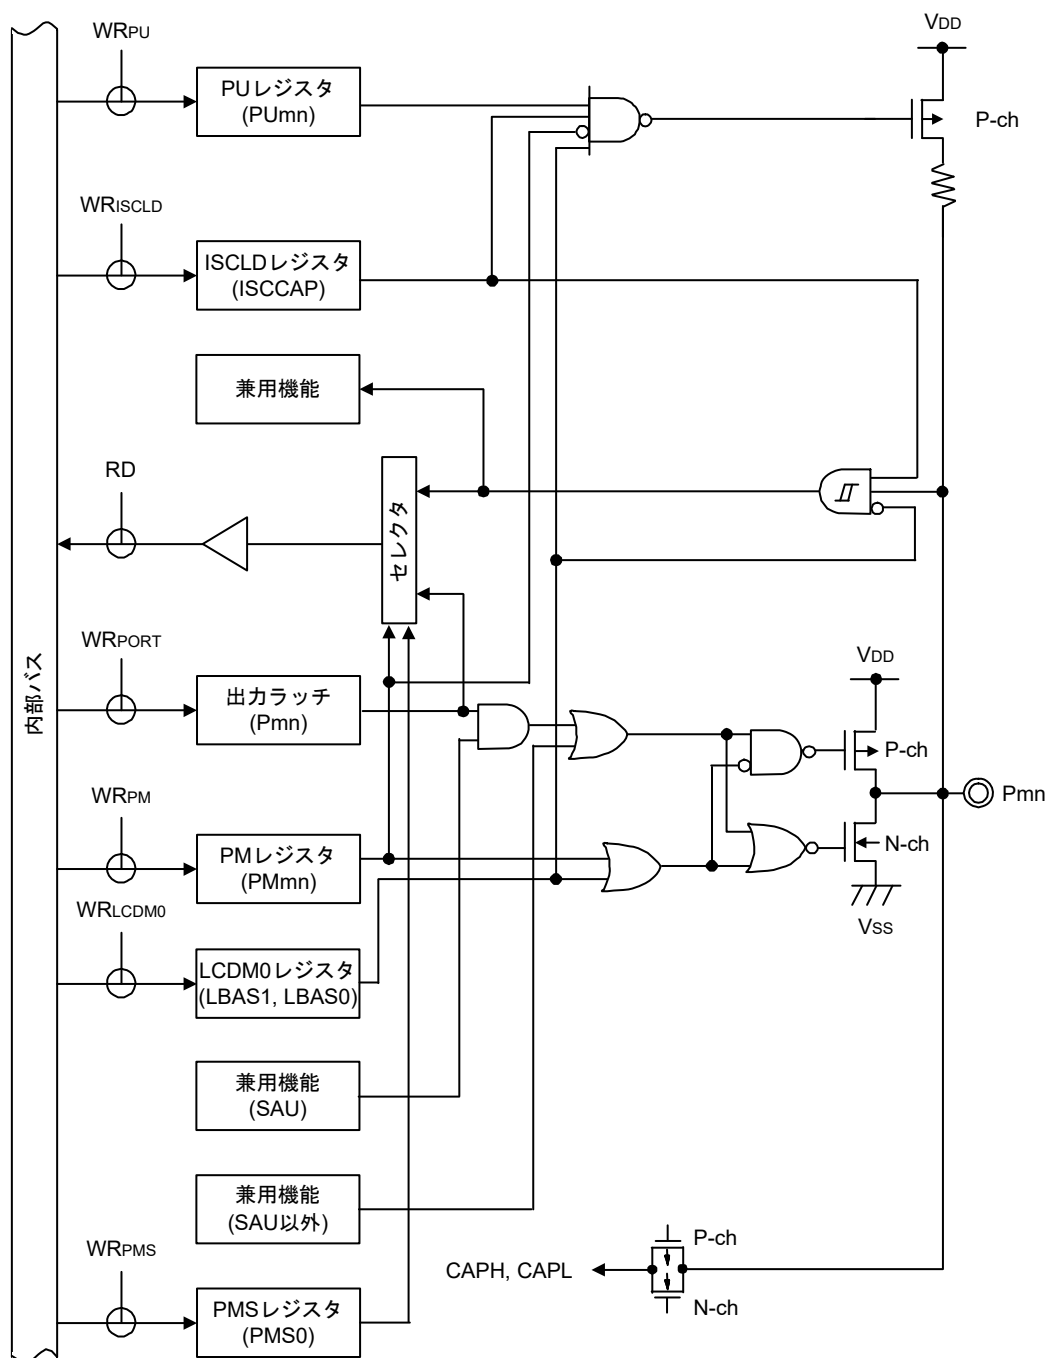 WRPU
PUレジスタ
(PUmn)
VDD
P-ch
WRISCLD
ISCLDレジスタ
(ISCCAP)
兼用機能
RD
セレクタ
WRPORT
出力ラッチ
(Pmn)
内部バス
VDD
P-ch
Pmn
N-ch
VSS
WRPM
PMレジスタ
(PMmn)
WRLCDM0
LCDM0レジスタ
(LBAS1, LBAS0)
兼用機能
(SAU)
兼用機能
(SAU以外)
P-ch
CAPH, CAPL
N-ch
WRPMS
PMSレジスタ
(PMS0)